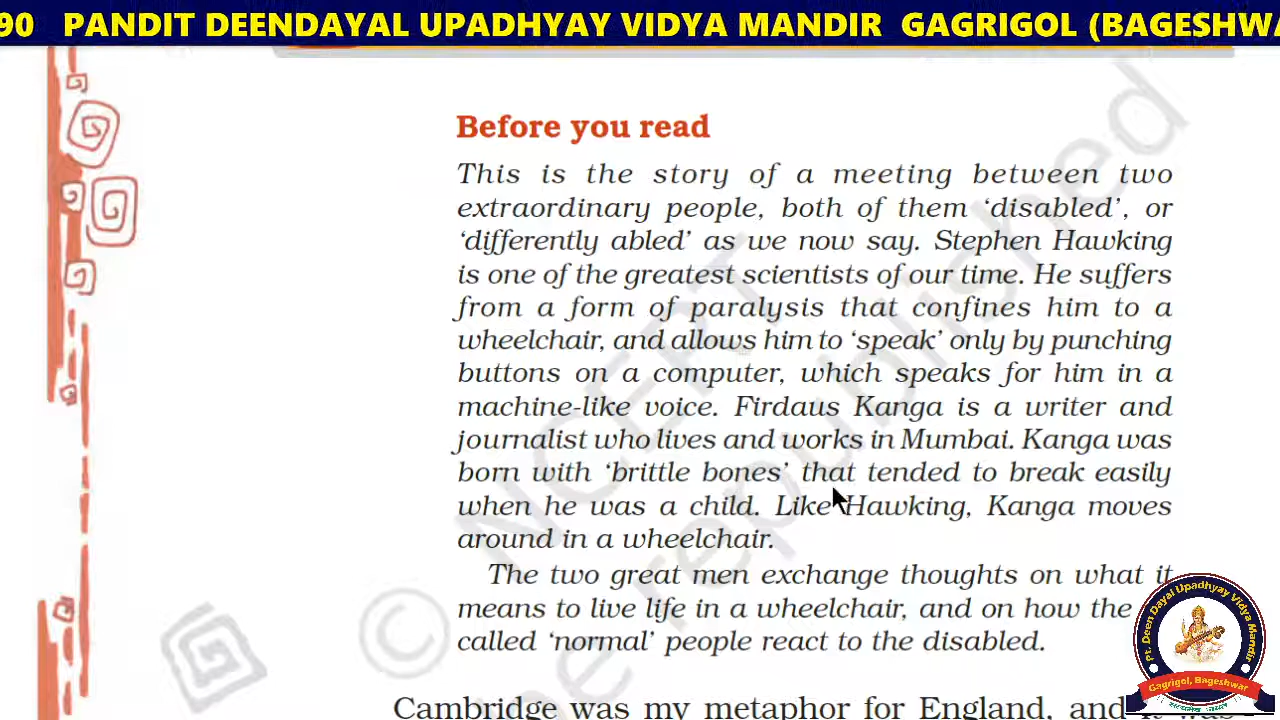 90 PANDIT DEENDAYAL UPADHYAY VIDYA MANDIR GAGRIGOL (BAGESHWA
Before you read
This is the story of a meeting between two
extraordinary people, both of them ‘disabled’, or
‘differently abled’ as we now say. Stephen Hawking
is one of the greatest scientists of our time. He suffers
from a form of paralysis that confines him to a
wheelchair, and allows him to ‘speak’ only by punching
buttons on a computer, which speaks for him in a
machine-like voice. Firdaus Kanga is a writer and
journalist who lives and works in Mumbai. Kanga was
born with ‘brittle bones’ that tended to break easily
when he was a child. Like Hawking, Kanga moves
around in a wheelchair.
The two great men exchange thoughts on what it
means to live life in a wheelchair, and on how the
called ‘normal’ people react to the disabled.
Cambridge was my metaphor for England, and
© NCERT
republished
Pt. Deen Dayal Upadhyay Vidya Mandir
Gagrigol, Bageshwar